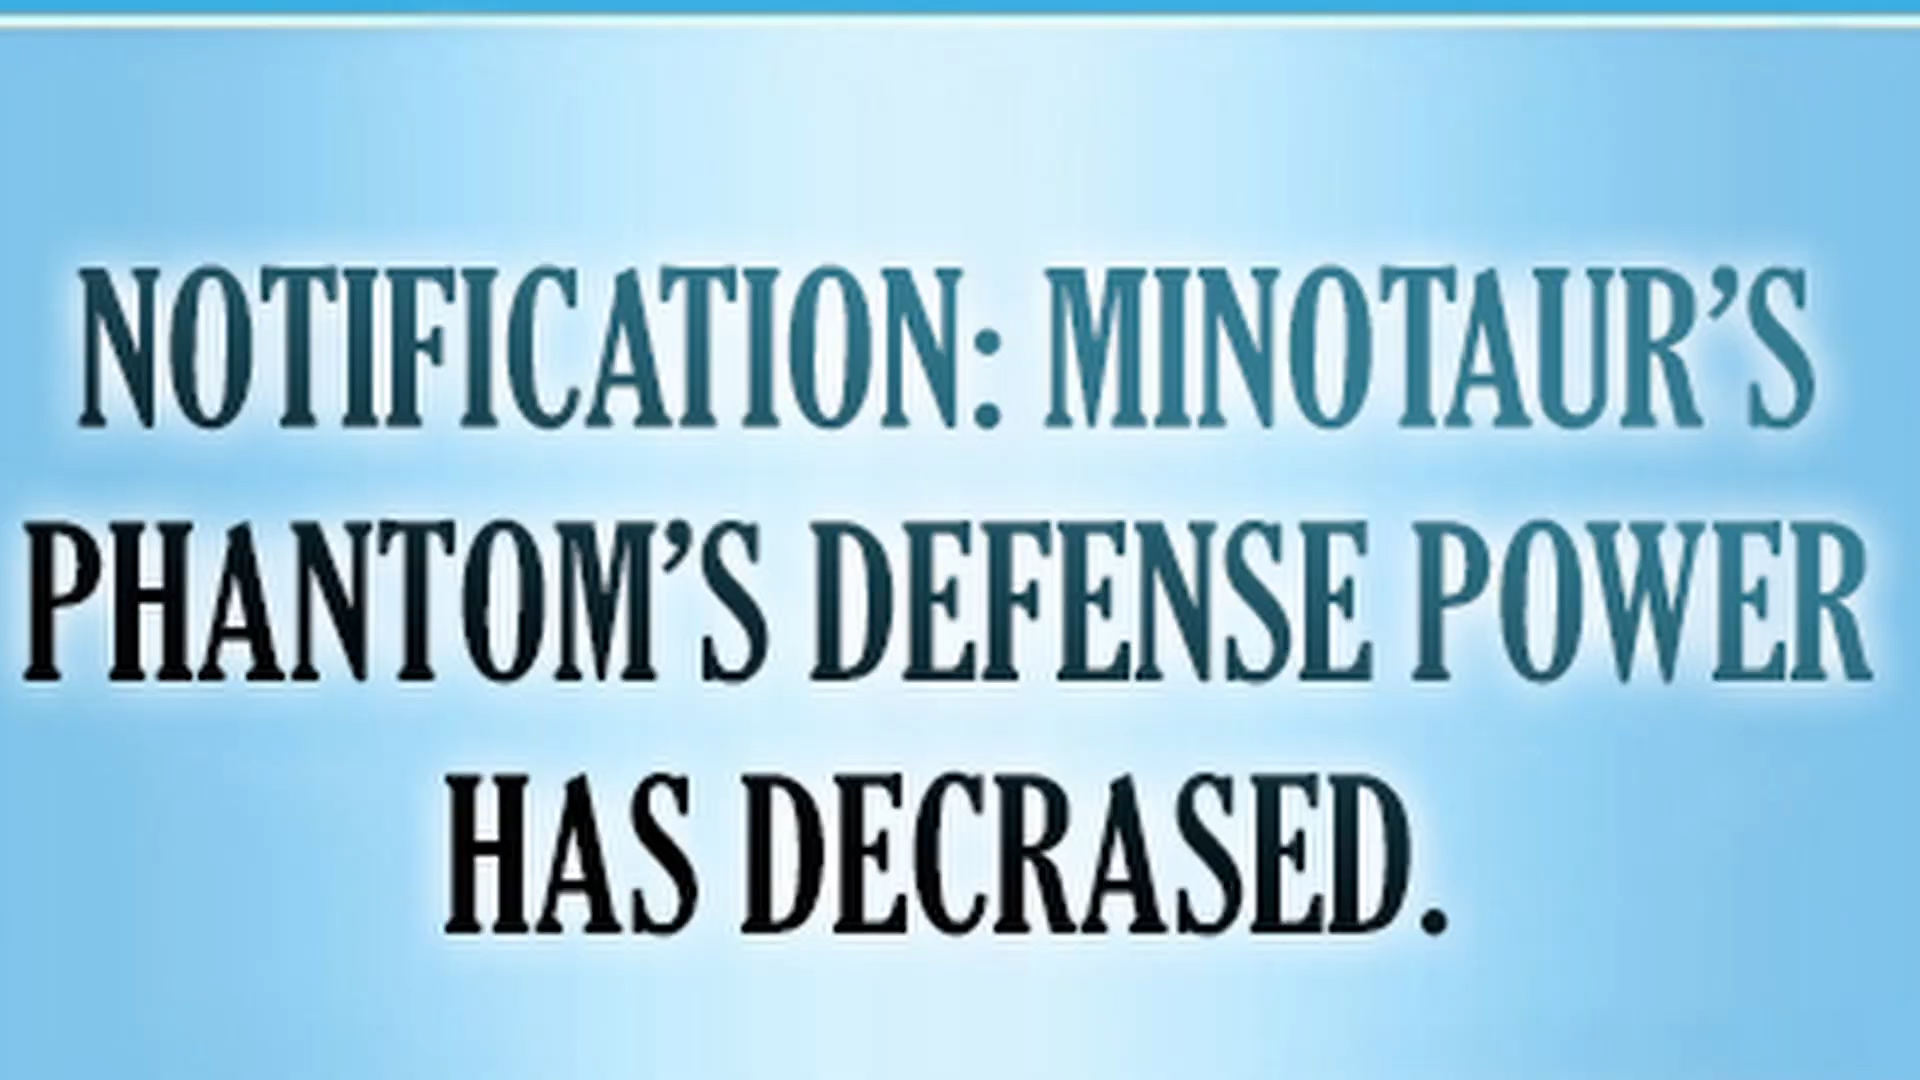 NOTIFICATION: MINOTAUR’S
PHANTOM’S DEFENSE POWER
HAS DECRASED.